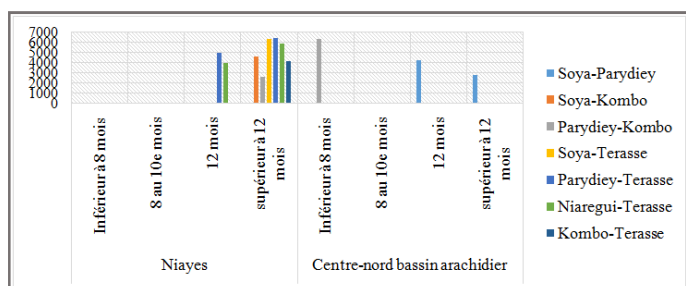 7000
6000
5000
4000
3000
2000
1000
0
Inférieur à 8 mois
8 au 10e mois
12 mois
supérieur à 12
mois
Inférieur à 8 mois
8 au 10e mois
12 mois
supérieur à 12
mois
Niayes
Centre-nord bassin arachidier
Soya-Parydiey
Soya-Kombo
Parydiey-Kombo
Soya-Terasse
Parydiey-Terasse
Niaregui-Terasse
Kombo-Terasse